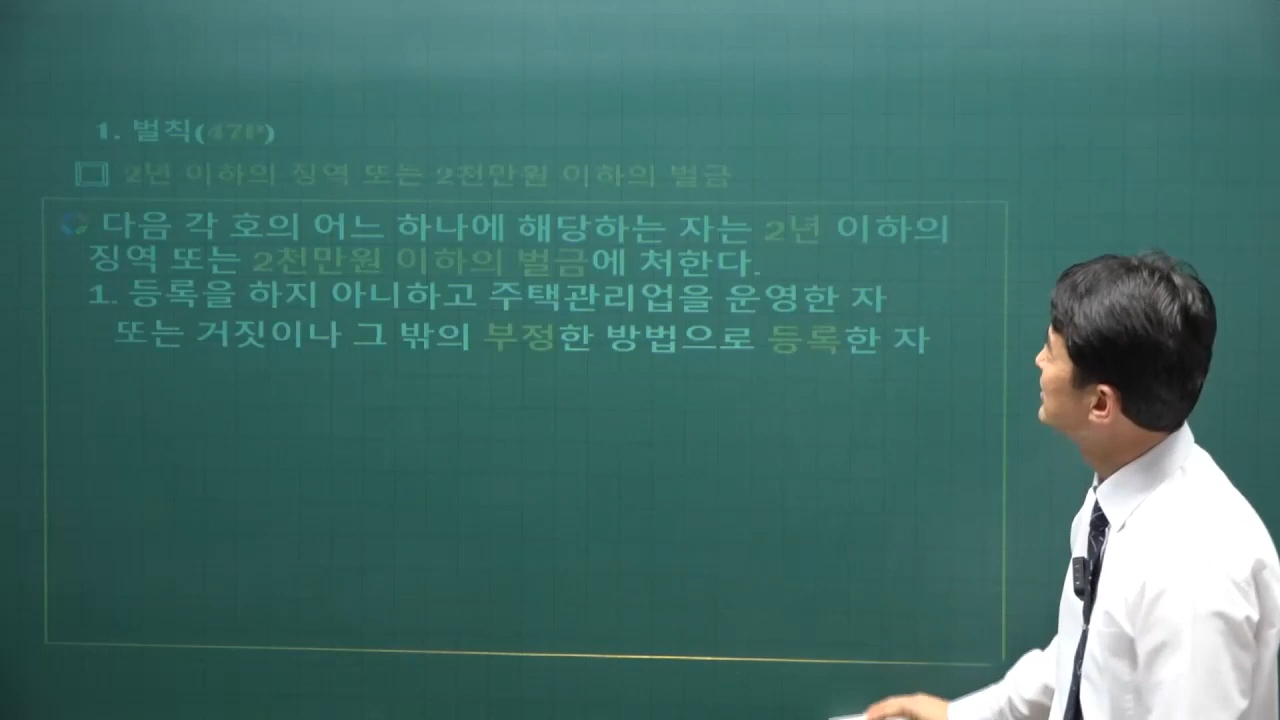 1. 벌칙(47P)
2년 이하의 징역 또는 2천만원 이하의 벌금
다음 각 호의 어느 하나에 해당하는 자는 2년 이하의
징역 또는 2천만원 이하의 벌금에 처한다.
1. 등록을 하지 아니하고 주택관리업을 운영한 자
또는 거짓이나 그 밖의 부정한 방법으로 등록한 자